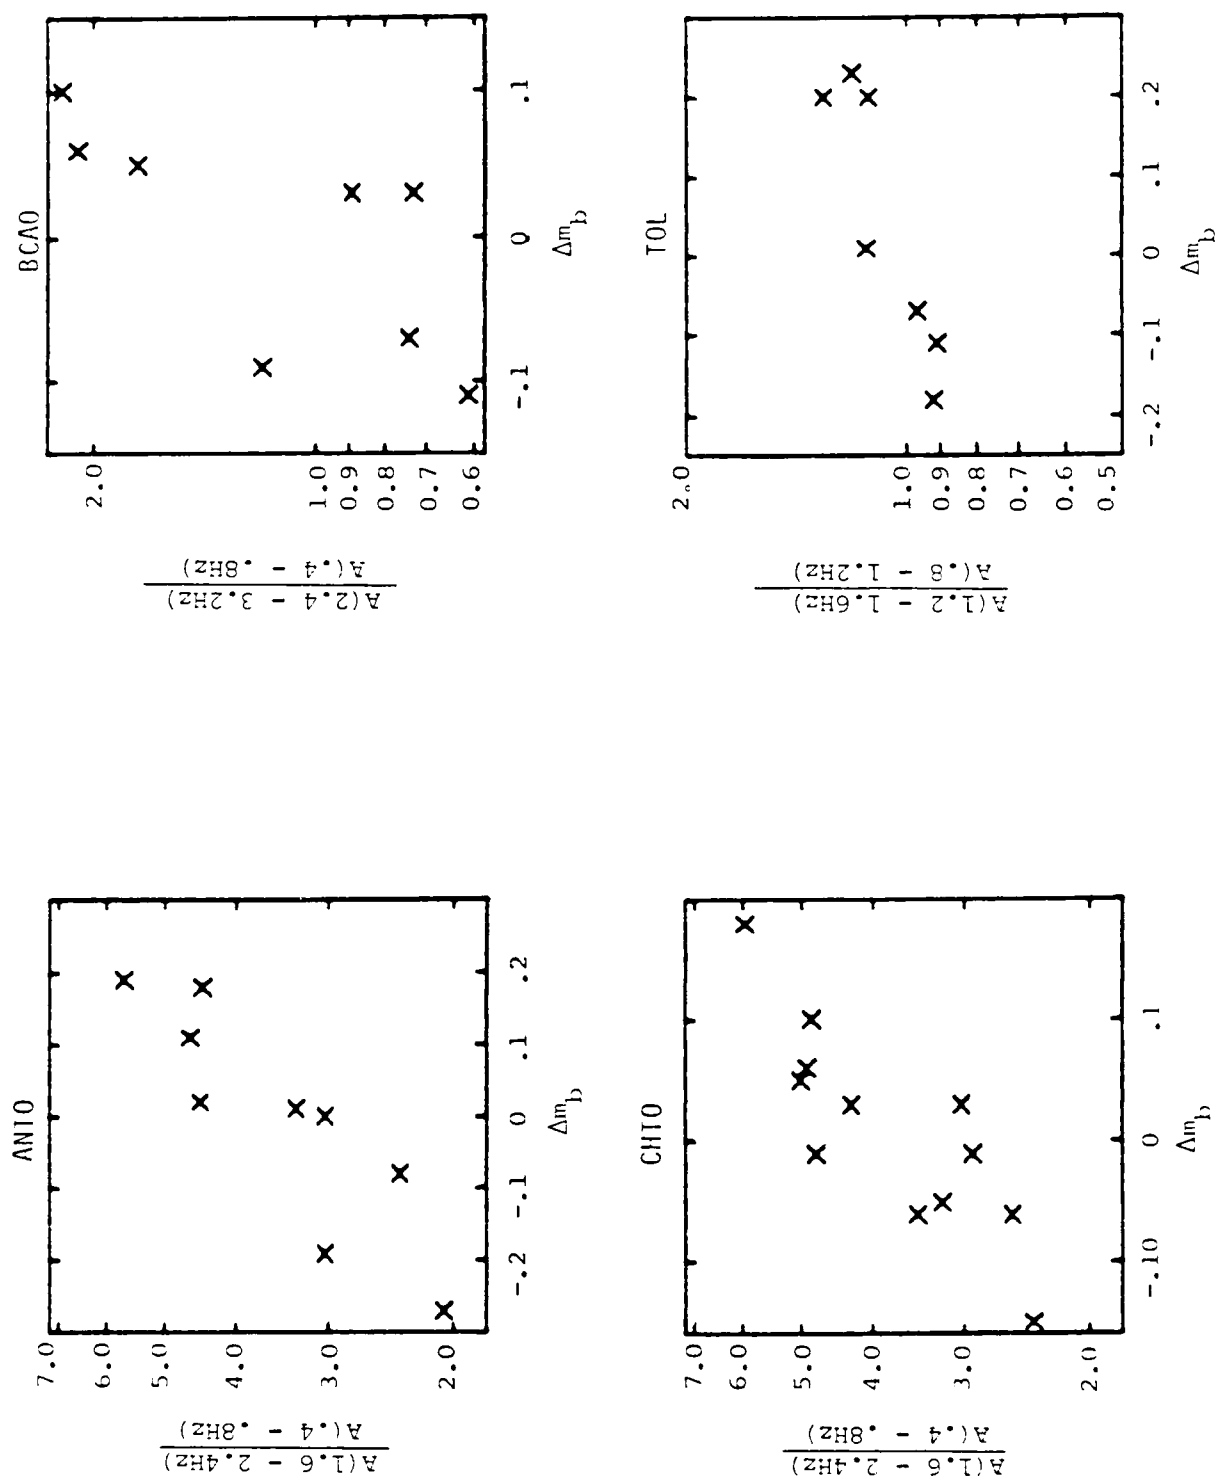 ANTO
7.0
6.0
5.0
4.0
3.0
2.0
A(1.6 - 2.4Hz)
A(.4 - .8Hz)
-.2
-.1
0
.1
.2
Δmb
BCAO
2.0
1.0
0.9
0.8
0.7
0.6
A(2.4 - 3.2Hz)
A(.4 - .8Hz)
-.1
0
.1
Δmb
CHTO
7.0
6.0
5.0
4.0
3.0
2.0
A(1.6 - 2.4Hz)
A(.4 - .8Hz)
-.10
0
.1
Δmb
TOL
2.0
1.0
0.9
0.8
0.7
0.6
0.5
A(1.2 - 1.6Hz)
A(.8 - 1.2Hz)
-.2
-.1
0
.1
.2
Δmb